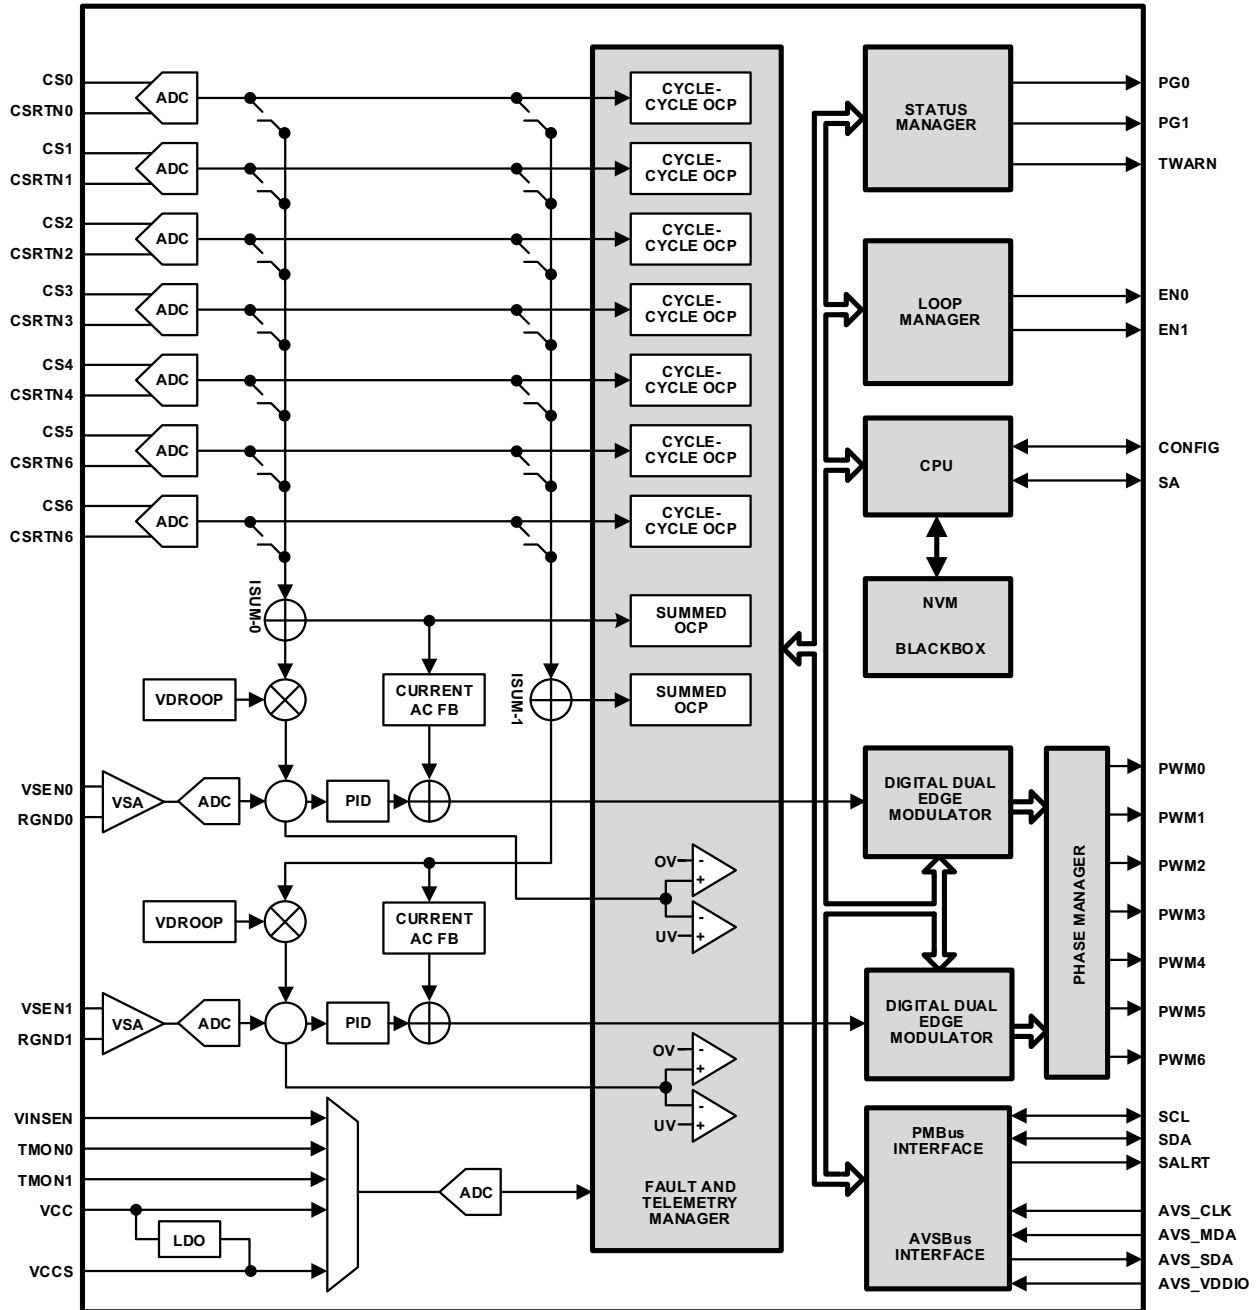 CS0
CSRTN0
ADC
CYCLE-
CYCLE OCP
CS1
CSRTN1
ADC
CYCLE-
CYCLE OCP
CS2
CSRTN2
ADC
CYCLE-
CYCLE OCP
CS3
CSRTN3
ADC
CYCLE-
CYCLE OCP
CS4
CSRTN4
ADC
CYCLE-
CYCLE OCP
CS5
CSRTN6
ADC
CYCLE-
CYCLE OCP
CS6
CSRTN6
ADC
CYCLE-
CYCLE OCP
ISUM-0
SUMMED
OCP
VDROOP
CURRENT
AC FB
ISUM-1
SUMMED
OCP
VSEN0
RGND0
VSA
ADC
PID
OV
-
+
-
UV
+
VDROOP
CURRENT
AC FB
VSEN1
RGND1
VSA
ADC
PID
OV
-
+
-
UV
+
VINSEN
TMON0
TMON1
VCC
LDO
VCCS
ADC
FAULT AND
TELEMETRY
MANAGER
STATUS
MANAGER
PG0
PG1
TWARN
LOOP
MANAGER
EN0
EN1
CPU
CONFIG
SA
NVM
BLACKBOX
DIGITAL DUAL
EDGE
MODULATOR
DIGITAL DUAL
EDGE
MODULATOR
PHASE MANAGER
PWM0
PWM1
PWM2
PWM3
PWM4
PWM5
PWM6
PMBus
INTERFACE
AVSBus
INTERFACE
SCL
SDA
SALRT
AVS_CLK
AVS_MDA
AVS_SDA
AVS_VDDIO